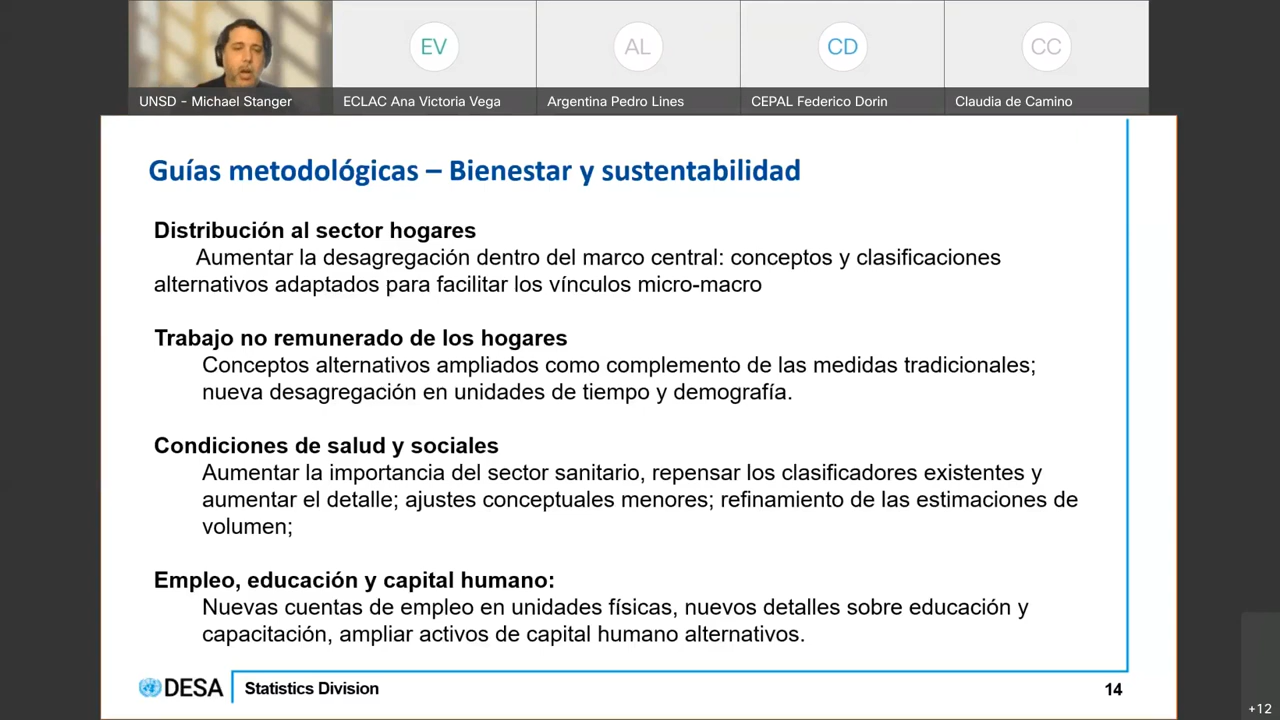 EV
AL
CD
CC
UNSD - Michael Stanger
ECLAC Ana Victoria Vega
Argentina Pedro Lines
CEPAL Federico Dorin
Claudia de Camino
Guías metodológicas – Bienestar y sustentabilidad
Distribución al sector hogares
Aumentar la desagregación dentro del marco central: conceptos y clasificaciones
alternativos adaptados para facilitar los vínculos micro-macro
Trabajo no remunerado de los hogares
Conceptos alternativos ampliados como complemento de las medidas tradicionales;
nueva desagregación en unidades de tiempo y demografía.
Condiciones de salud y sociales
Aumentar la importancia del sector sanitario, repensar los clasificadores existentes y
aumentar el detalle; ajustes conceptuales menores; refinamiento de las estimaciones de
volumen;
Empleo, educación y capital humano:
Nuevas cuentas de empleo en unidades físicas, nuevos detalles sobre educación y
capacitación, ampliar activos de capital humano alternativos.
DESA
Statistics Division
14
+12